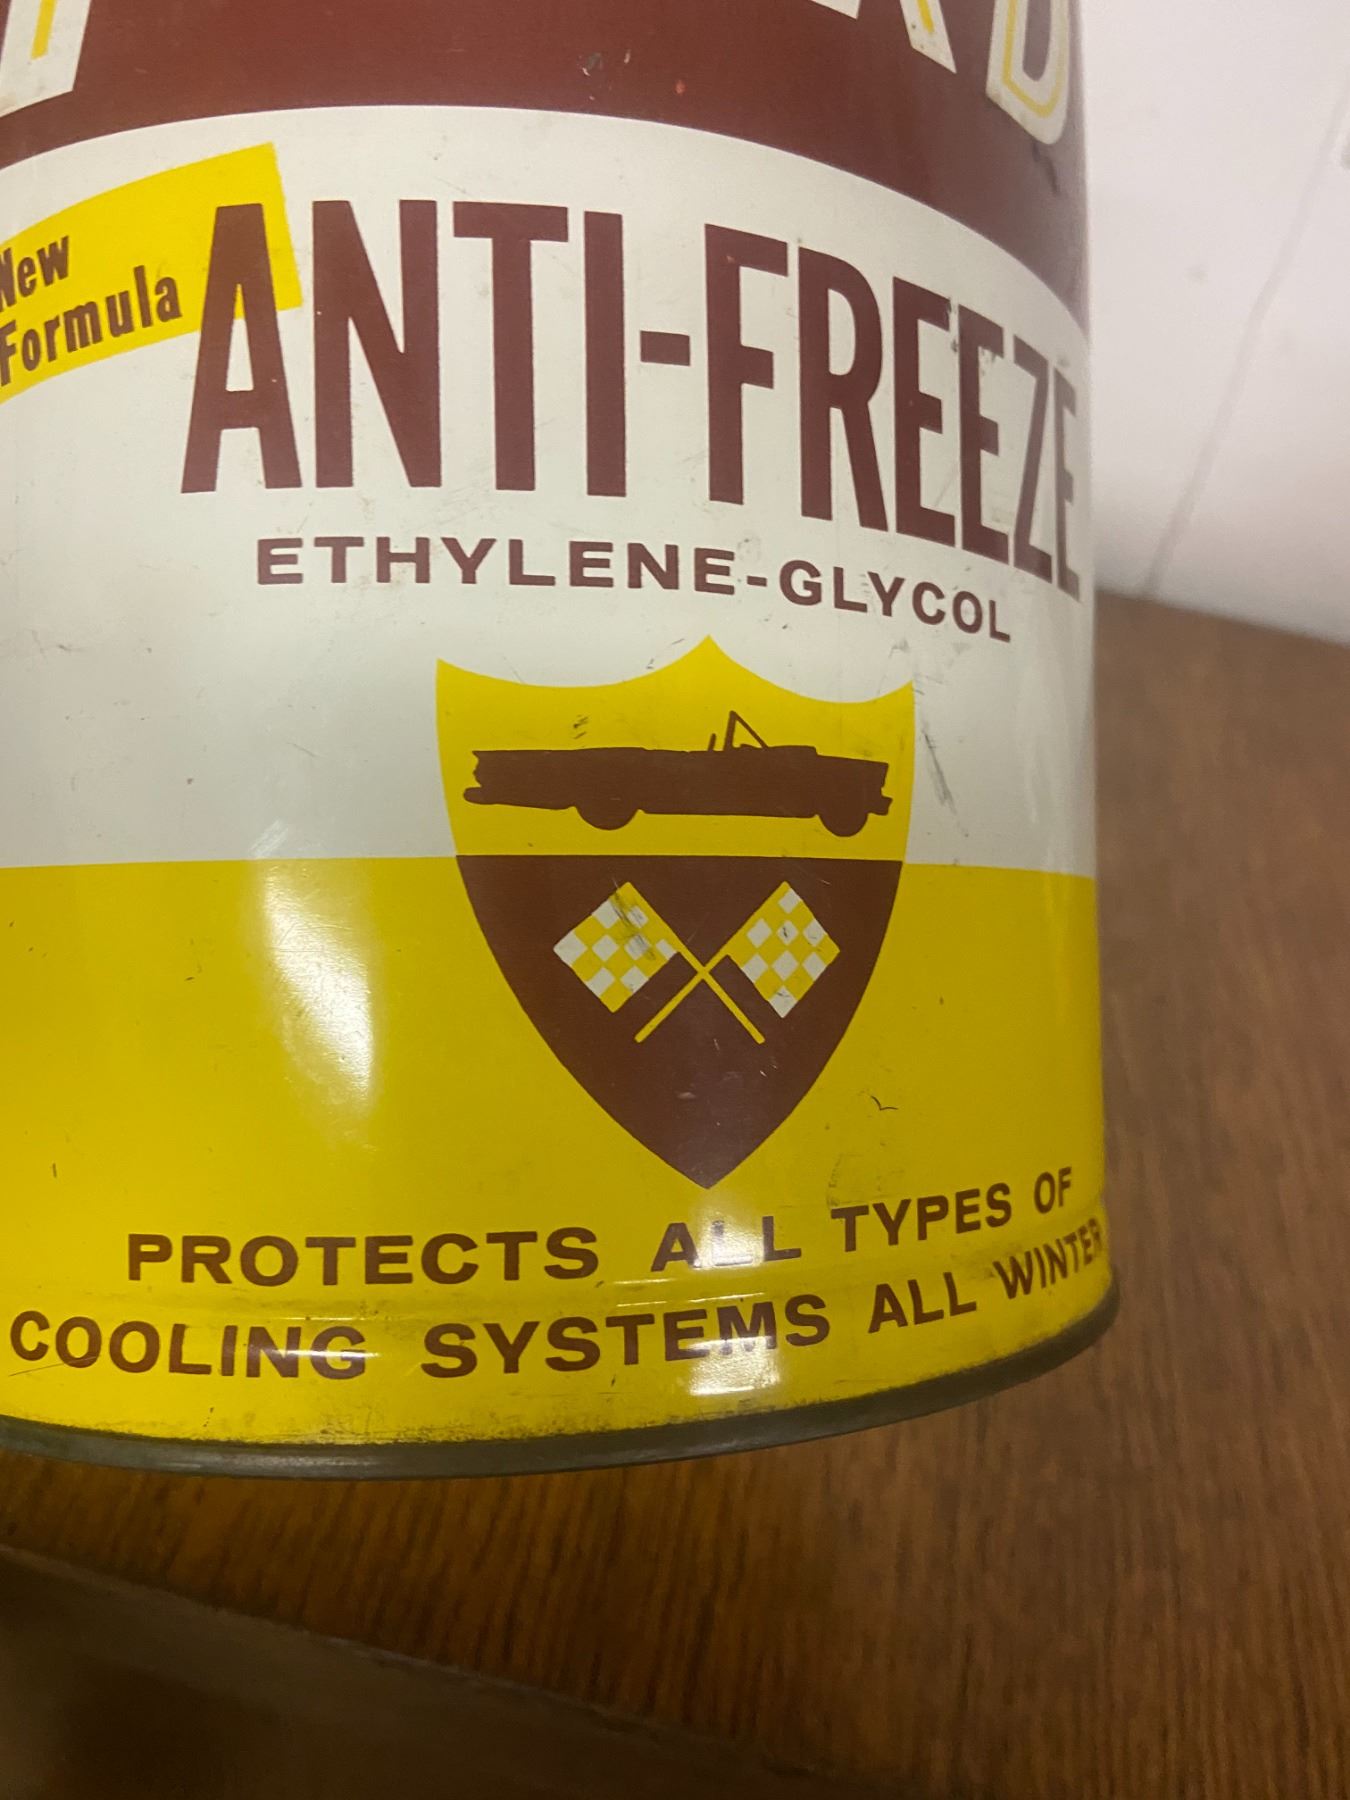 New
Formula
ANTI-FREEZE
ETHYLENE-GLYCOL
PROTECTS ALL TYPES OF
COOLING SYSTEMS ALL WINTER